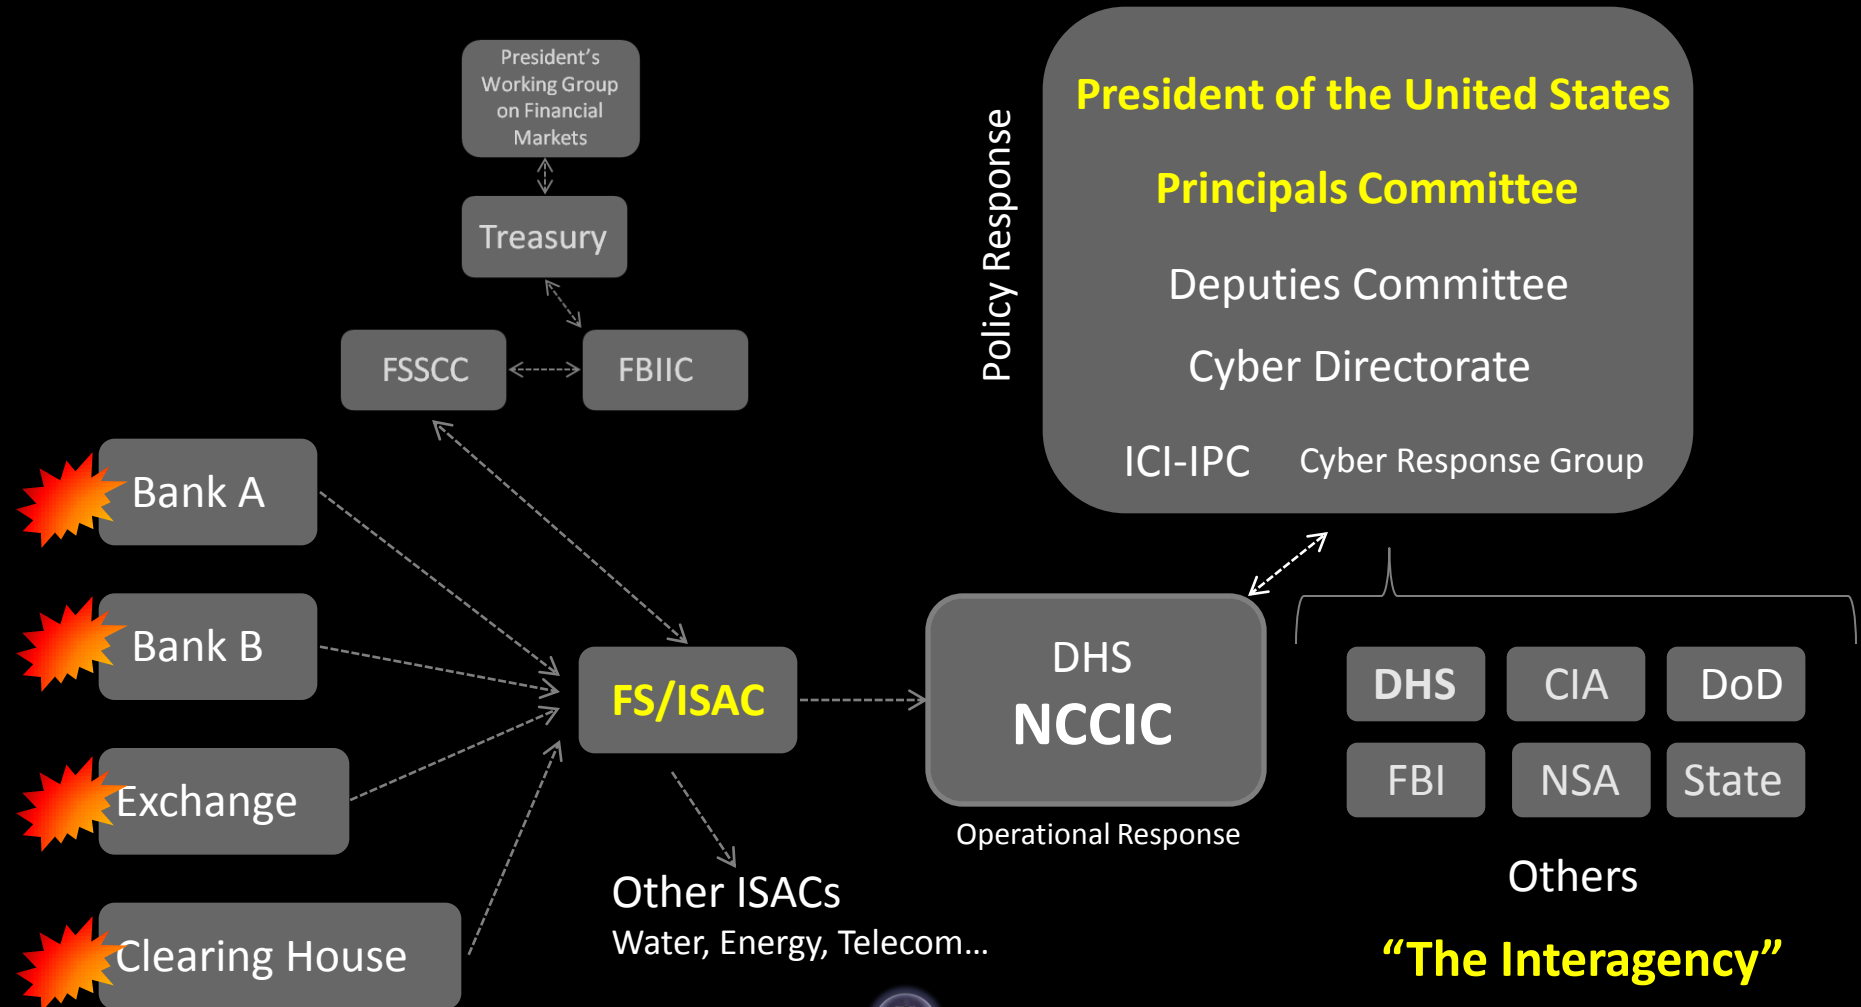 President's
Working Group
on Financial
Markets
Treasury
FSSCC
FBIIC
Bank A
Bank B
Exchange
Clearing House
FS/ISAC
Other ISACs
Water, Energy, Telecom...
DHS
NCCIC
Operational Response
Policy Response
President of the United States
Principals Committee
Deputies Committee
Cyber Directorate
ICI-IPC
Cyber Response Group
DHS
CIA
DoD
FBI
NSA
State
Others
“The Interagency”